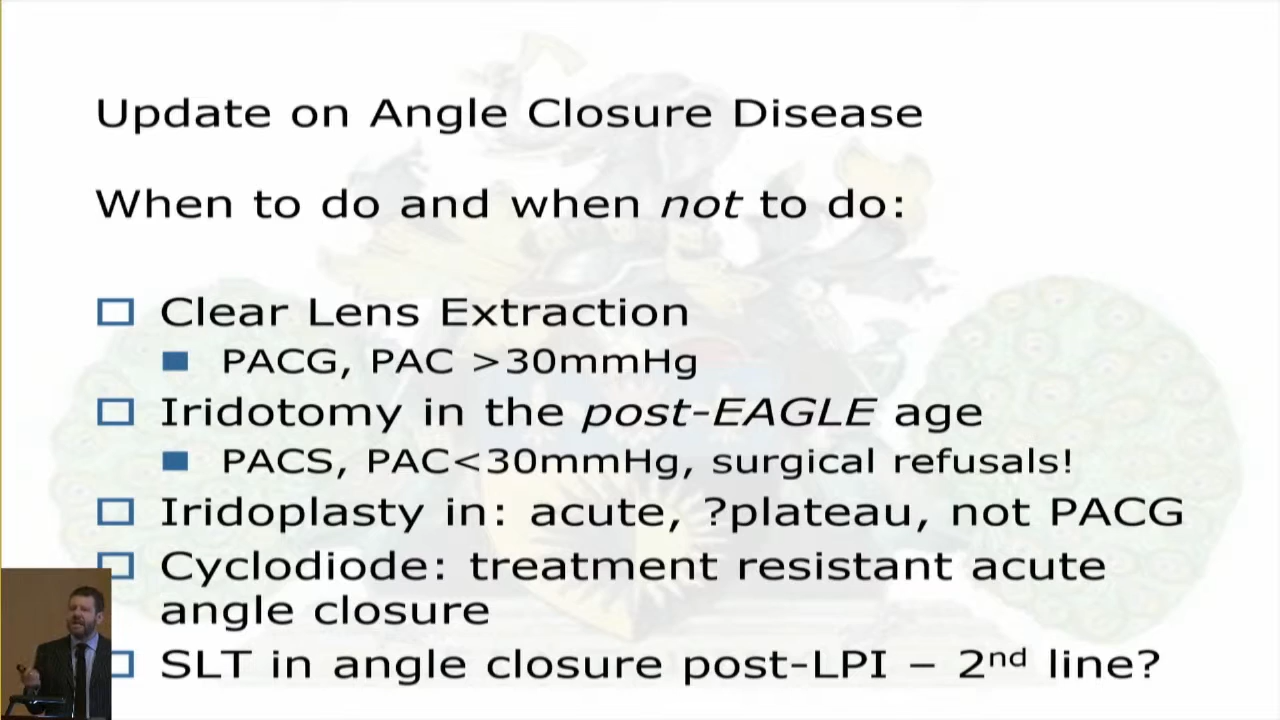 Update on Angle Closure Disease
When to do and when not to do:
Clear Lens Extraction
PACG, PAC >30mmHg
Iridotomy in the post-EAGLE age
PACS, PAC<30mmHg, surgical refusals!
Iridoplasty in: acute, ?plateau, not PACG
Cyclodiode: treatment resistant acute
angle closure
SLT in angle closure post-LPI – 2nd line?